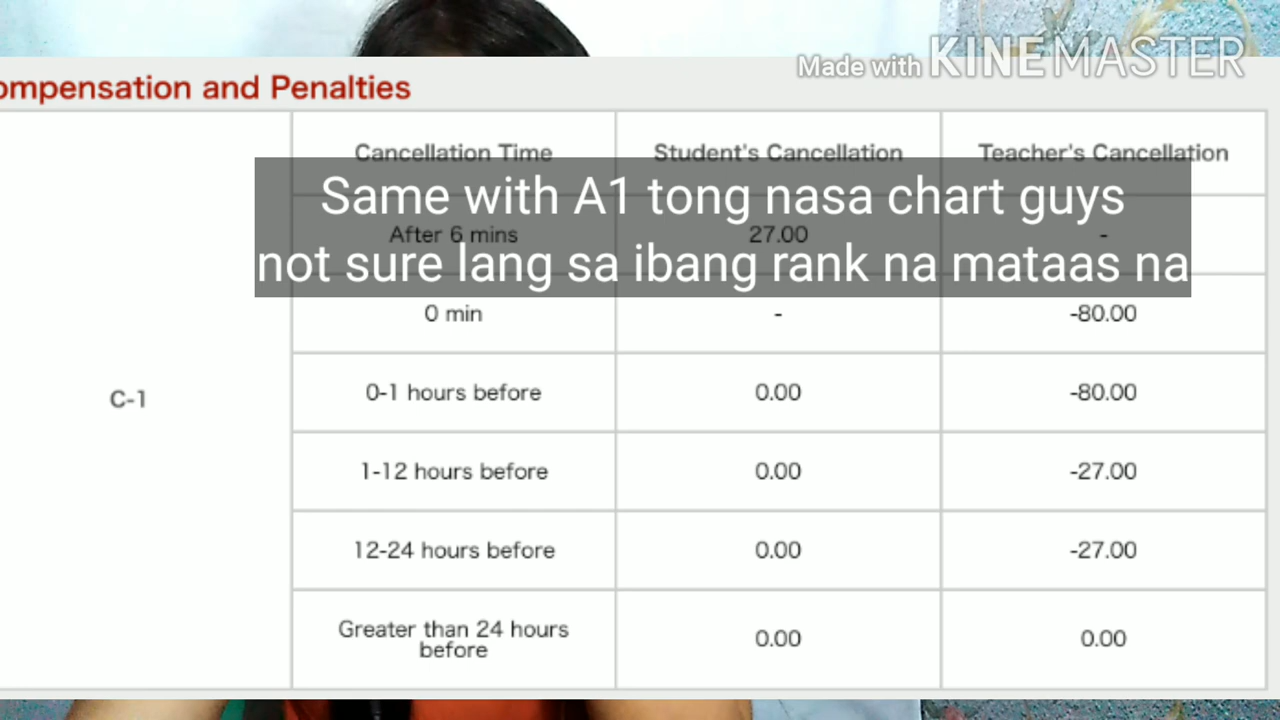 Made with KINEMASTER
ompensation and Penalties
Cancellation Time Student's Cancellation Teacher's Cancellation
Same with A1 tong nasa chart guys
not sure lang sa ibang rank na mataas na
After 6 mins 27.00 -
0 min - -80.00
C-1
0-1 hours before 0.00 -80.00
1-12 hours before 0.00 -27.00
12-24 hours before 0.00 -27.00
Greater than 24 hours
before
0.00 0.00